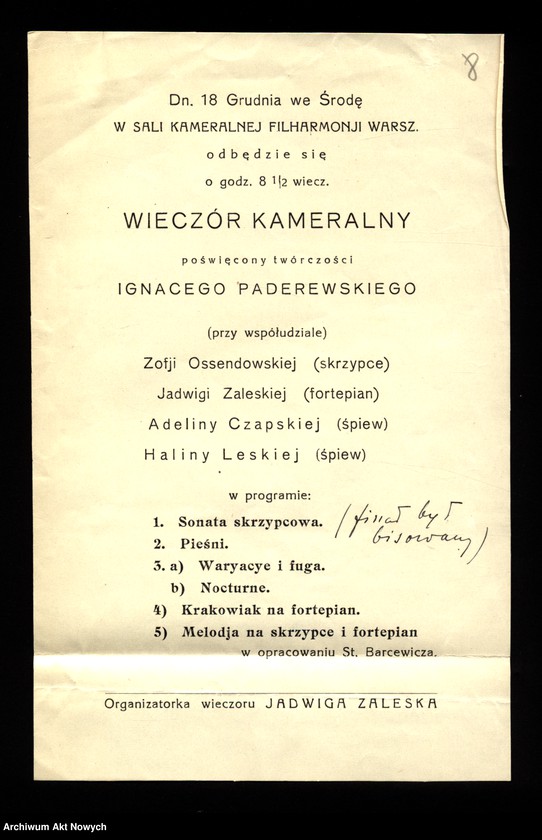 8
Dn. 18 Grudnia we Środę
W SALI KAMERALNEJ FILHARMONJI WARSZ.
odbędzie się
o godz. 8 1/2 wiecz.
WIECZÓR KAMERALNY
poświęcony twórczości
IGNACEGO PADEREWSKIEGO
(przy współudziale)
Zofji Ossendowskiej (skrzypce)
Jadwigi Zaleskiej (fortepian)
Adeliny Czapskiej (śpiew)
Haliny Leskiej (śpiew)
w programie:
1. Sonata skrzypcowa. (finał był
bisowany)
2. Pieśni.
3. a) Waryacye i fuga.
b) Nocturne.
4) Krakowiak na fortepian.
5) Melodja na skrzypce i fortepian
w opracowaniu St. Barcewicza.
Organizatorka wieczoru JADWIGA ZALESKA
Archiwum Akt Nowych